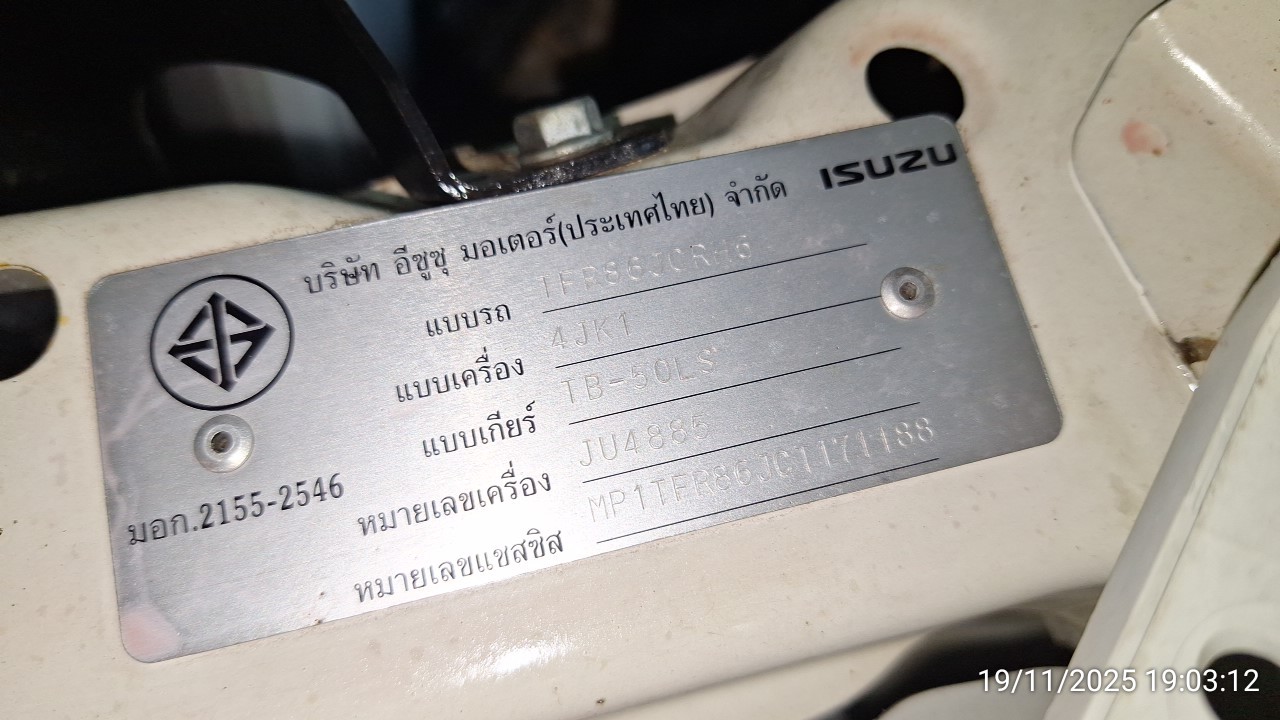 ISUZU
บริษัท อีซูซุ มอเตอร์(ประเทศไทย) จำกัด
แบบรถ TFR86JCRH6
แบบเครื่อง 4JK1
แบบเกียร์ TB-50LS
หมายเลขเครื่อง JU4885
หมายเลขแชสซิส MP1TFR86JG1171188
มอก.2155-2546
19/11/2025 19:03:12